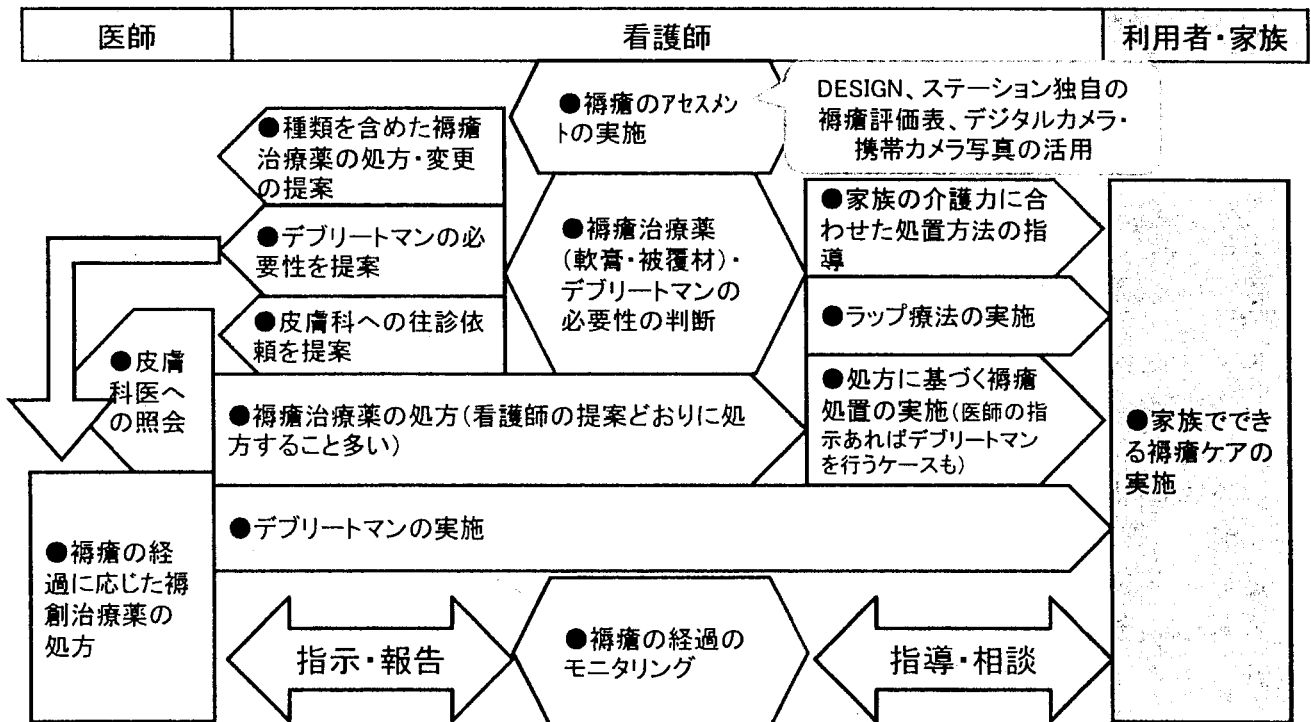 医師
看護師
利用者・家族
●褥瘡のアセスメン
トの実施
DESIGN、ステーション独自の
褥瘡評価表、デジタルカメラ・
携帯カメラ写真の活用
●種類を含めた褥瘡
治療薬の処方・変更
の提案
●デブリートマンの必
要性を提案
●皮膚科への往診依
頼を提案
●褥瘡治療薬
（軟膏・被覆材）・
デブリートマンの
必要性の判断
●家族の介護力に合
わせた処置方法の指
導
●ラップ療法の実施
●処方に基づく褥瘡
処置の実施（医師の指
示あればデブリートマン
を行うケースも）
●皮膚
科医へ
の照会
●褥瘡治療薬の処方（看護師の提案どおりに処
方すること多い）
●家族ででき
る褥瘡ケアの
実施
●デブリートマンの実施
●褥瘡の経
過に応じた褥
創治療薬の
処方
指示・報告
●褥瘡の経過の
モニタリング
指導・相談